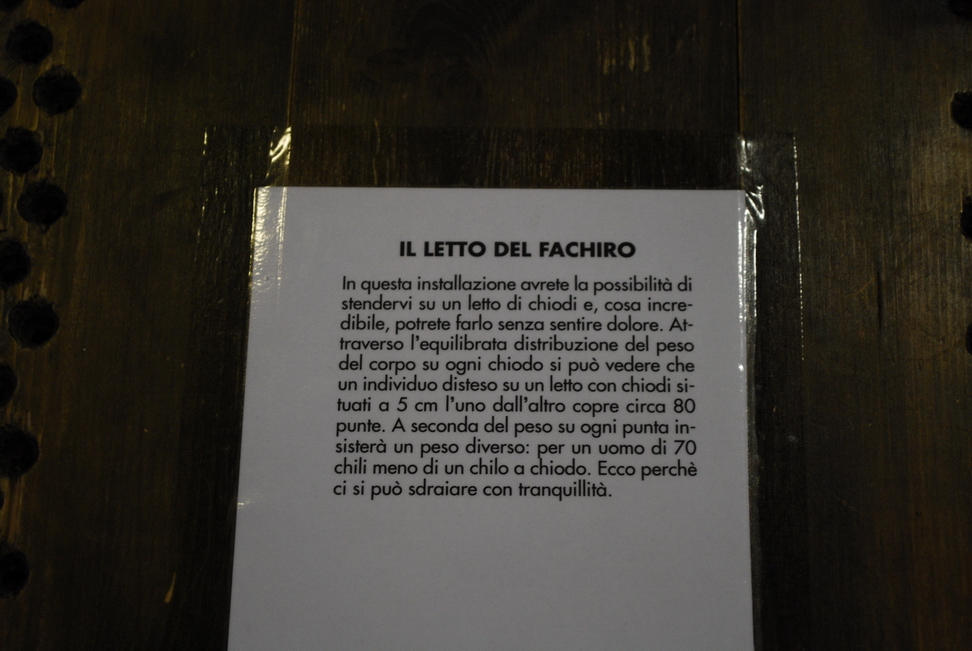 IL LETTO DEL FACHIRO
In questa installazione avrete la possibilità di
stendervi su un letto di chiodi e, cosa incre-
dibile, potrete farlo senza sentire dolore. At-
traverso l'equilibrata distribuzione del peso
del corpo su ogni chiodo si può vedere che
un individuo disteso su un letto con chiodi si-
tuati a 5 cm l'uno dall'altro copre circa 80
punte. A seconda del peso su ogni punta in-
sisterà un peso diverso: per un uomo di 70
chili meno di un chilo a chiodo. Ecco perchè
ci si può sdraiare con tranquillità.